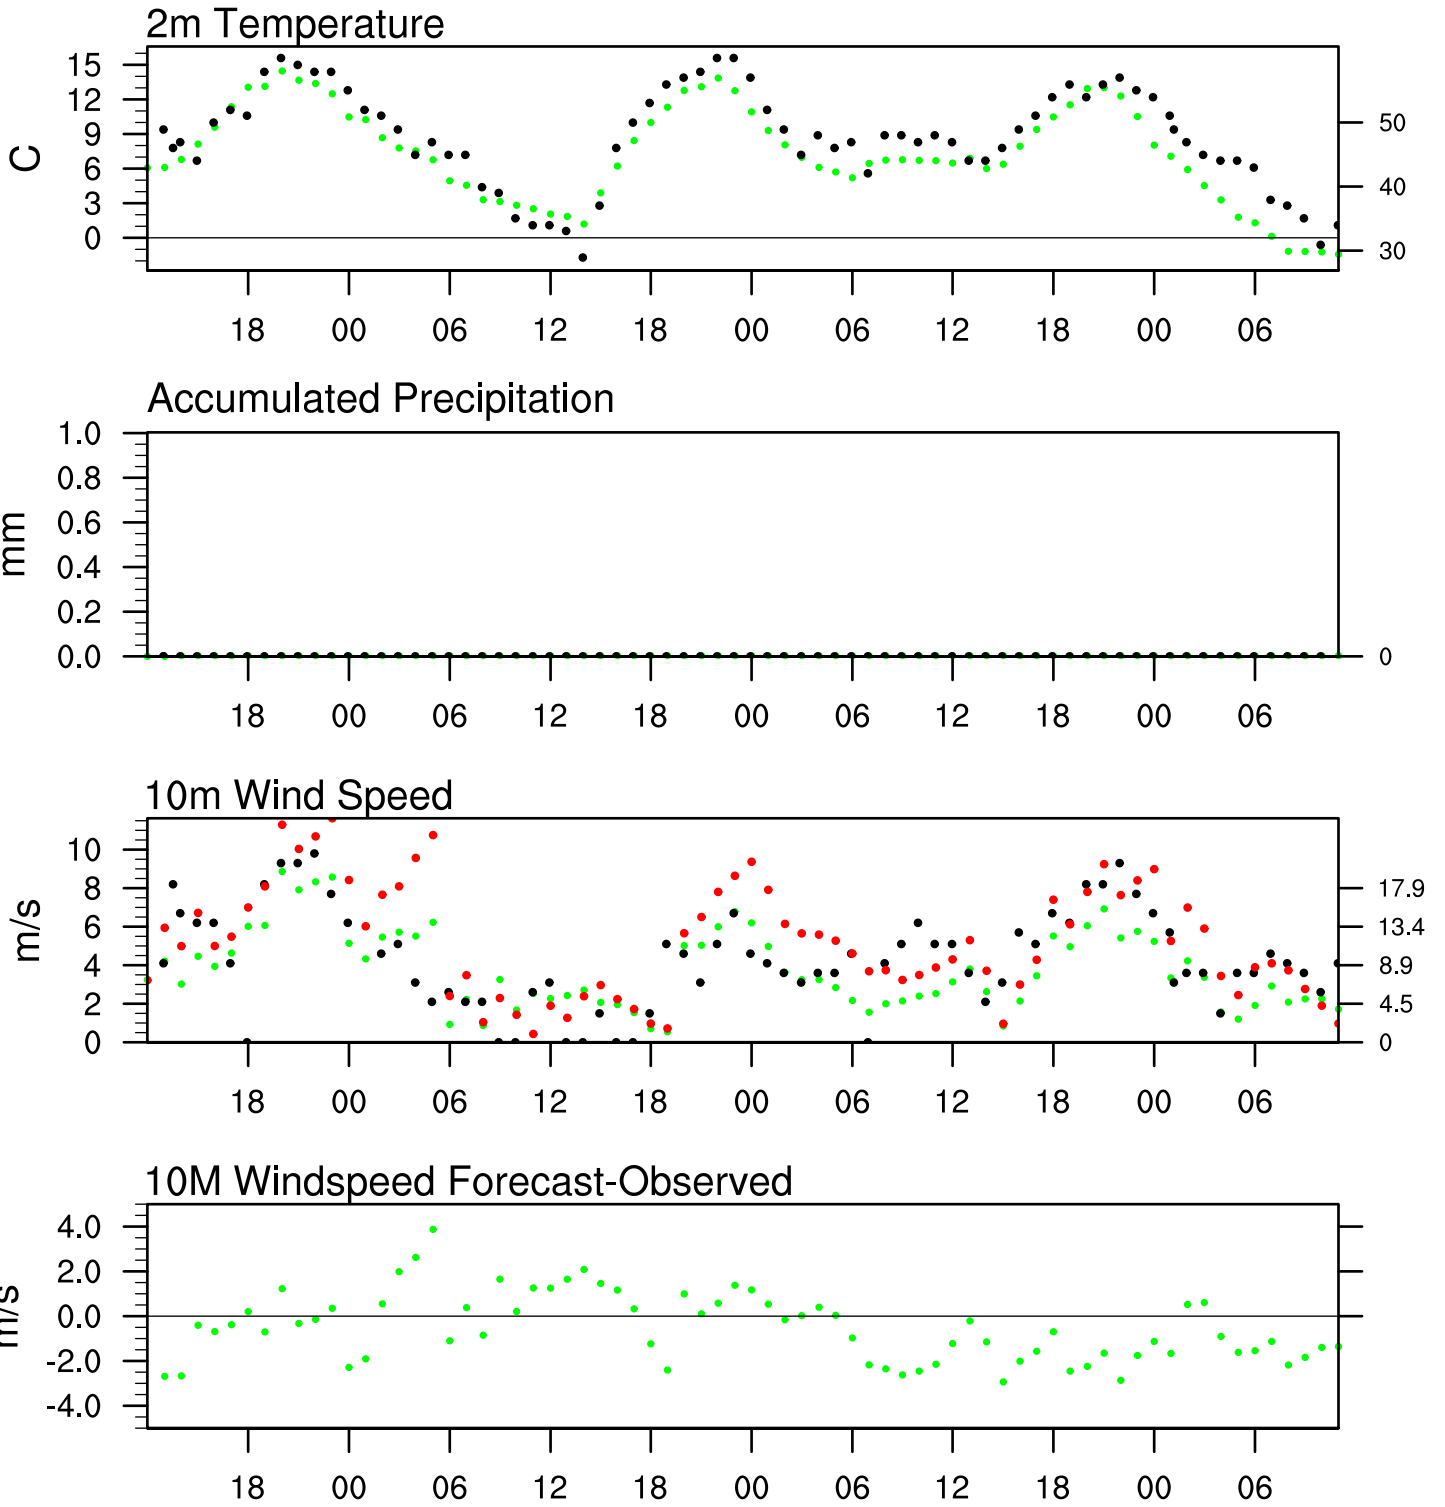 2m Temperature
C
15
12
9
6
3
0
50
40
30
18 00 06 12 18 00 06 12 18 00 06
Accumulated Precipitation
mm
1.0
0.8
0.6
0.4
0.2
0.0
0
18 00 06 12 18 00 06 12 18 00 06
10m Wind Speed
m/s
10
8
6
4
2
0
17.9
13.4
8.9
4.5
0
18 00 06 12 18 00 06 12 18 00 06
10M Windspeed Forecast-Observed
m/s
4.0
2.0
0.0
-2.0
-4.0
18 00 06 12 18 00 06 12 18 00 06